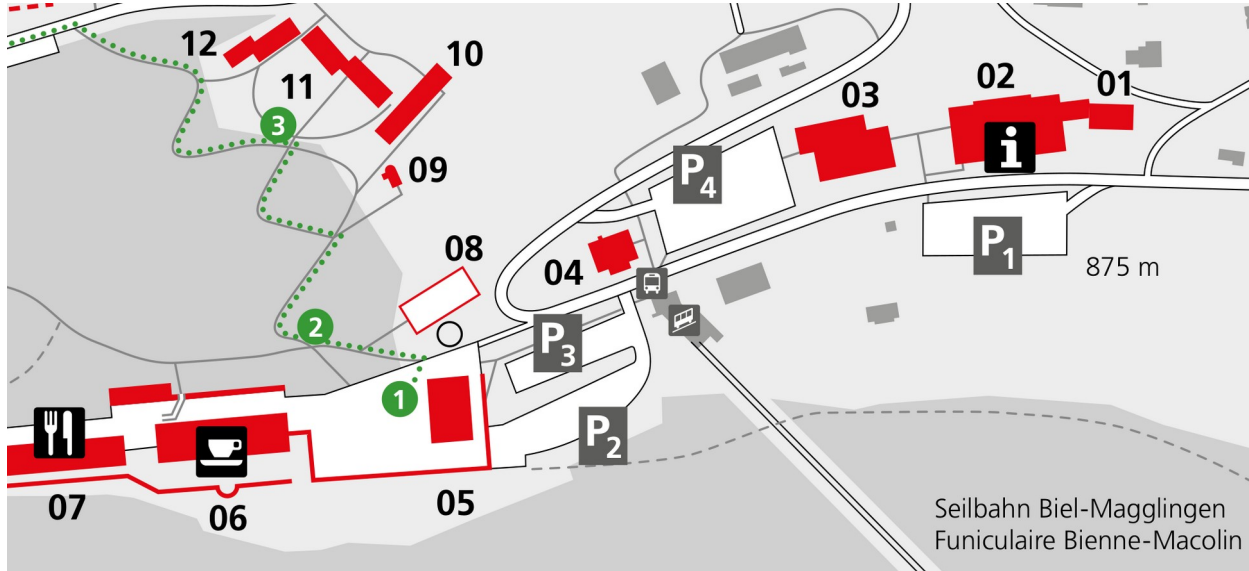 12
11
10
09
08
3
2
1
04
03
02
01
i
P4
P1
P3
P2
875 m
07
06
05
Seilbahn Biel-Magglingen
Funiculaire Bienne-Macolin